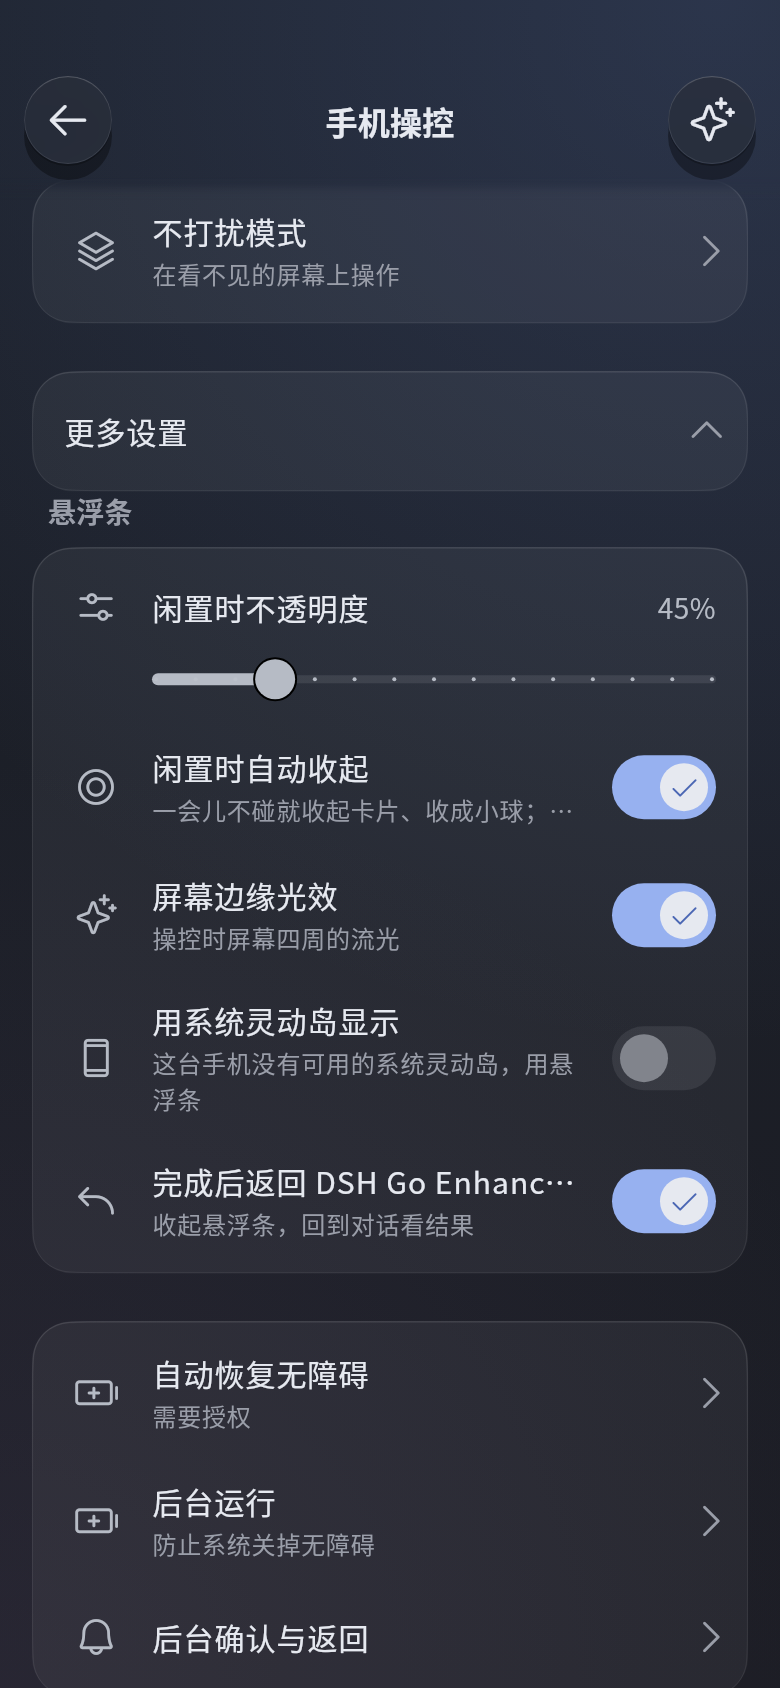 手机操控
不打扰模式
在看不见的屏幕上操作
更多设置
悬浮条
闲置时不透明度
45%
闲置时自动收起
一会儿不碰就收起卡片、收成小球；…
屏幕边缘光效
操控时屏幕四周的流光
用系统灵动岛显示
这台手机没有可用的系统灵动岛，用悬
浮条
完成后返回 DSH Go Enhanc…
收起悬浮条，回到对话看结果
自动恢复无障碍
需要授权
后台运行
防止系统关掉无障碍
后台确认与返回